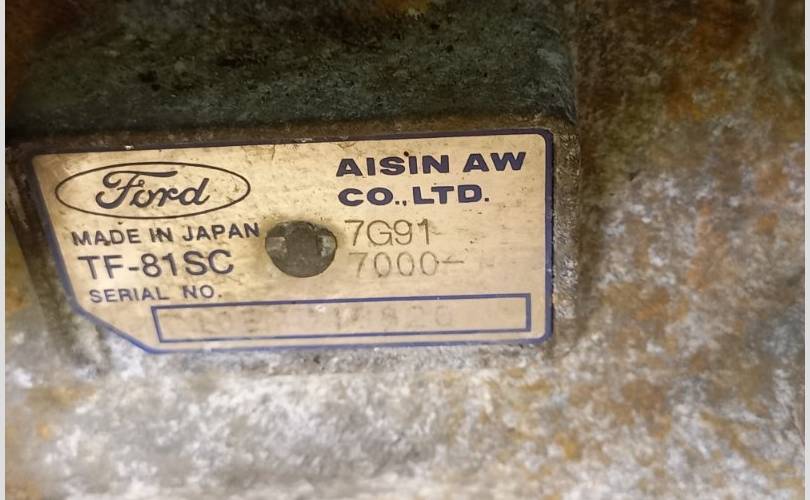 Ford
AISIN AW
CO.,LTD.
MADE IN JAPAN
7G91
TF-81SC
7000-
SERIAL NO.